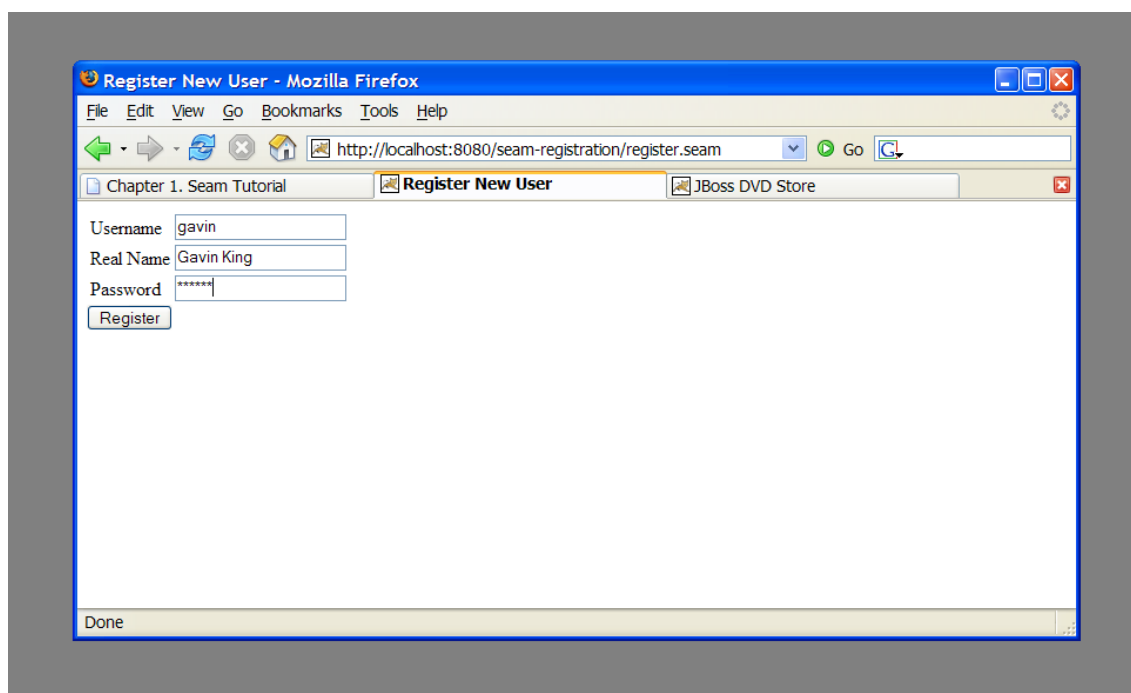 Register New User - Mozilla Firefox
File Edit View Go Bookmarks Tools Help
http://localhost:8080/seam-registration/register.seam Go G
Chapter 1. Seam Tutorial Register New User JBoss DVD Store
Username gavin
Real Name Gavin King
Password ******
Register
Done